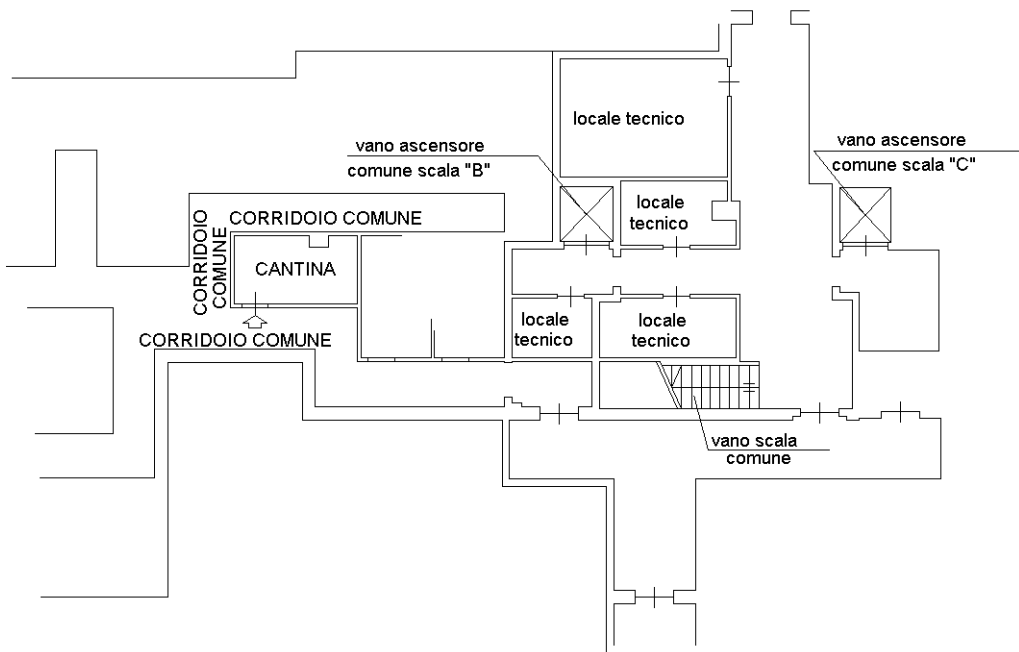 locale tecnico
vano ascensore
comune scala "B"
vano ascensore
comune scala "C"
locale
tecnico
CORRIDOIO COMUNE
CORRIDOIO
COMUNE
CANTINA
CORRIDOIO COMUNE
locale
tecnico
locale
tecnico
vano scala
comune